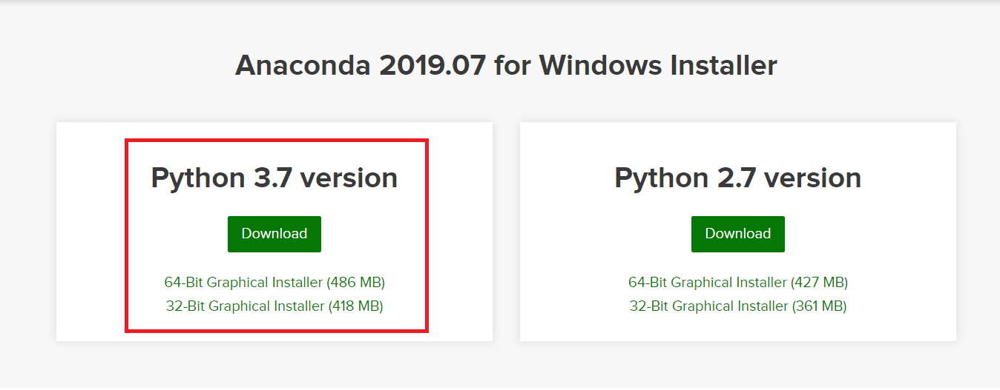 Anaconda 2019.07 for Windows Installer
Python 3.7 version
Download
64-Bit Graphical Installer (486 MB)
32-Bit Graphical Installer (418 MB)
Python 2.7 version
Download
64-Bit Graphical Installer (427 MB)
32-Bit Graphical Installer (361 MB)